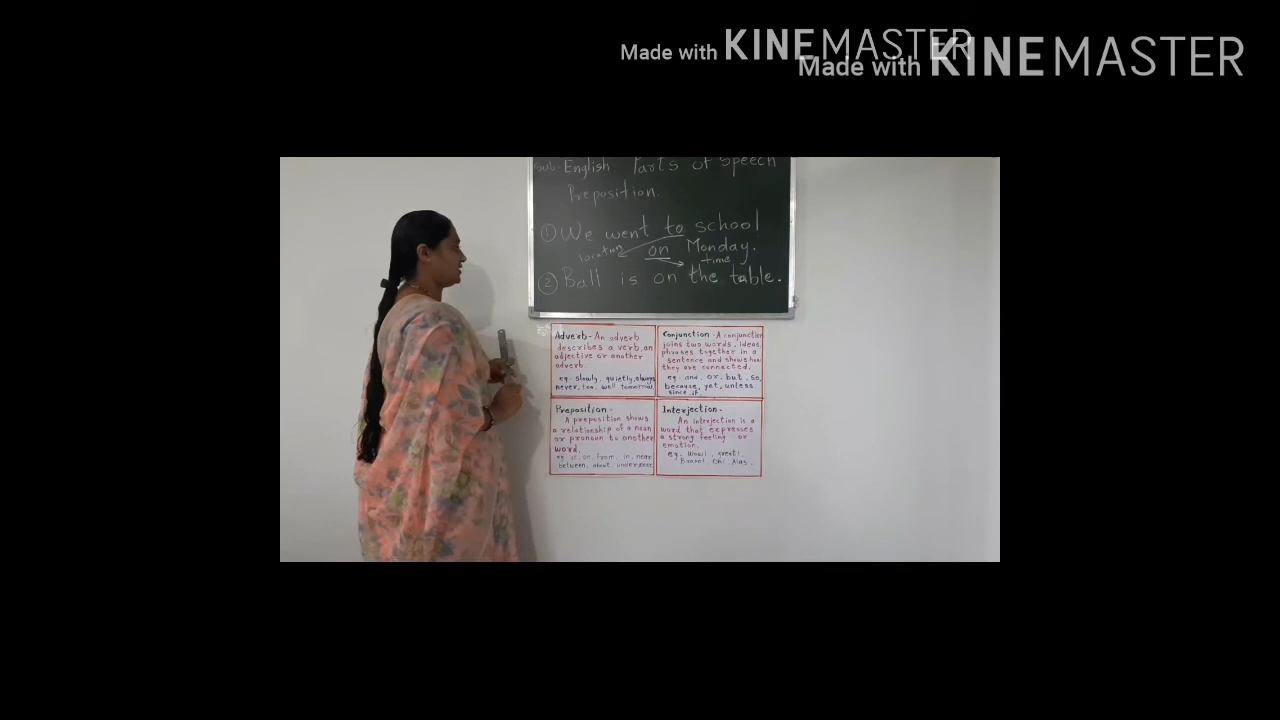 Made with KINEMASTER
Made with KINEMASTER
Sub- English Parts of Speech
Preposition.
① We went to school
location on Monday.
time
② Ball is on the table.
Adverb- An adverb
describes a verb, an
adjective or another
adverb.
eg. slowly, quietly, always
never, too, well, tomorrow
Conjunction - A conjunction
joins two words, ideas,
phrases together in a
sentence and shows how
they are connected.
eg. and, or, but, so,
because, yet, unless,
since, if.
Preposition -
A preposition shows
a relationship of a noun
or pronoun to another
word.
eg. at, on, from, in, near
between, about, under
Interjection-
An interjection is a
word that expresses
a strong feeling or
emotion.
eg. Wow!, Great!,
Oh! Alas